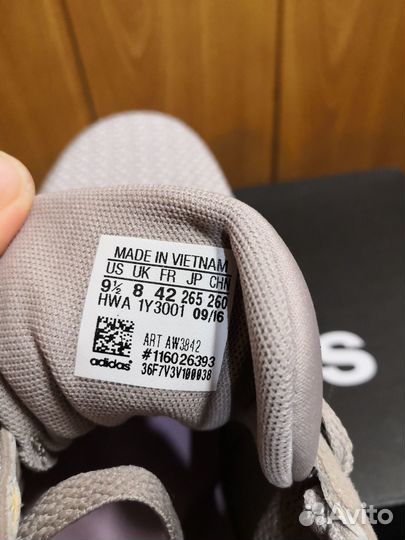 MADE IN VIETNAM
US UK FR JP CHN
9½ 8 42 265 260
HWA 1Y3001 09/16
ART AW3842
#116026393
36F7V3V100038
adidas
S
Avito